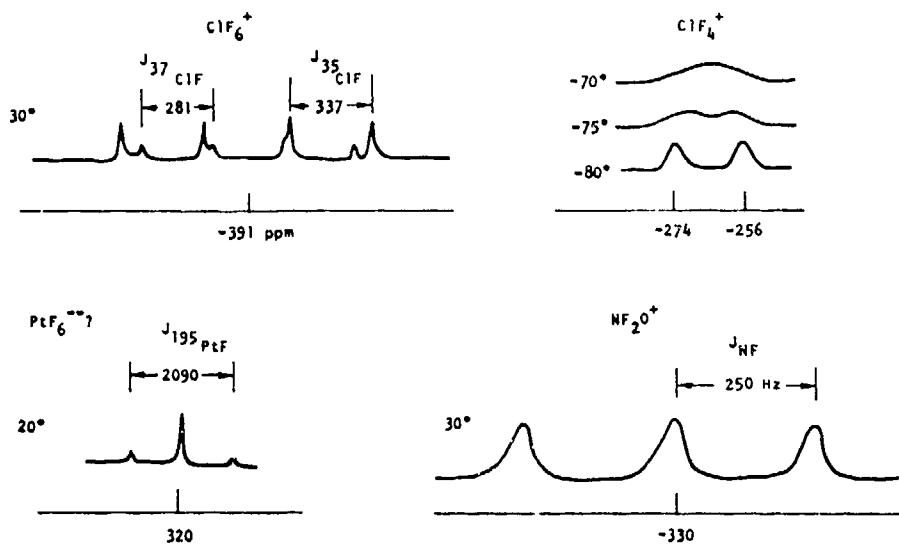 ClF6+
J37ClF
J35ClF
281
337
30°
-391 ppm
ClF4+
-70°
-75°
-80°
-274
-256
PtF6--?
J195PtF
2090
20°
320
NF2O+
JNF
250 Hz
30°
-330